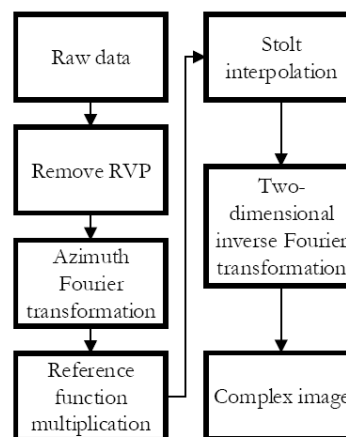 Raw data
Remove RVP
Azimuth
Fourier
transformation
Reference
function
multiplication
Stolt
interpolation
Two-
dimensional
inverse Fourier
transformation
Complex image